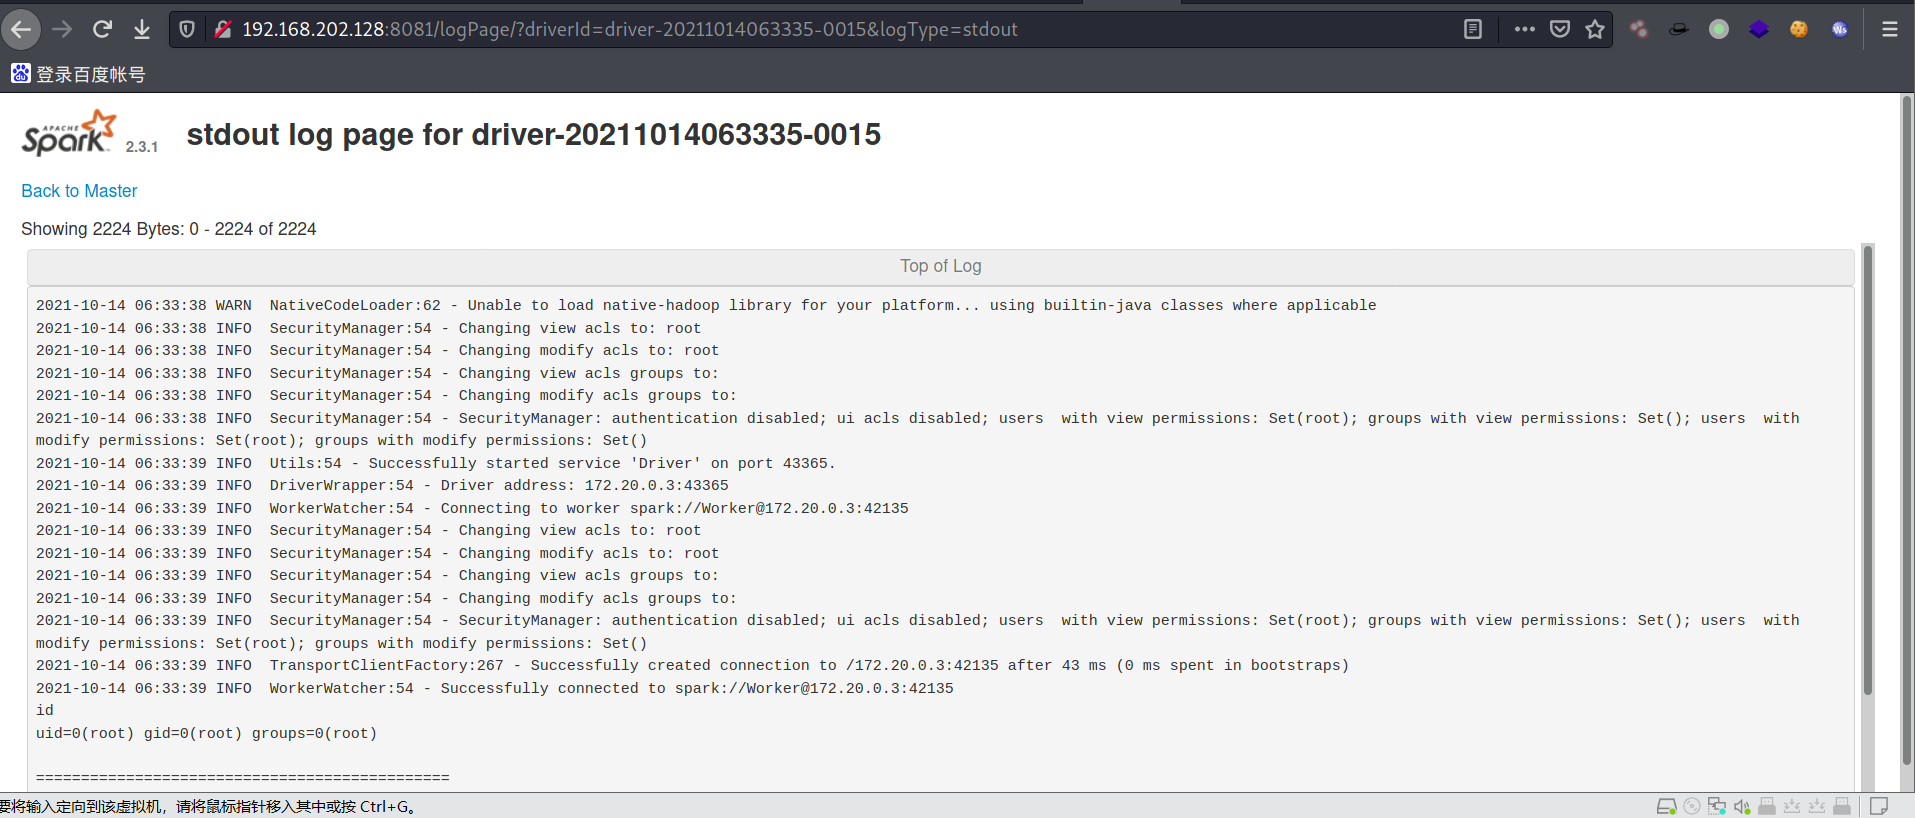 192.168.202.128:8081/logPage/?driverId=driver-20211014063335-0015&logType=stdout
登录百度帐号
APACHE Spark 2.3.1 stdout log page for driver-20211014063335-0015
Back to Master
Showing 2224 Bytes: 0 - 2224 of 2224
Top of Log
2021-10-14 06:33:38 WARN  NativeCodeLoader:62 - Unable to load native-hadoop library for your platform... using builtin-java classes where applicable
2021-10-14 06:33:38 INFO  SecurityManager:54 - Changing view acls to: root
2021-10-14 06:33:38 INFO  SecurityManager:54 - Changing modify acls to: root
2021-10-14 06:33:38 INFO  SecurityManager:54 - Changing view acls groups to:
2021-10-14 06:33:38 INFO  SecurityManager:54 - Changing modify acls groups to:
2021-10-14 06:33:38 INFO  SecurityManager:54 - SecurityManager: authentication disabled; ui acls disabled; users  with view permissions: Set(root); groups with view permissions: Set(); users  with
modify permissions: Set(root); groups with modify permissions: Set()
2021-10-14 06:33:39 INFO  Utils:54 - Successfully started service 'Driver' on port 43365.
2021-10-14 06:33:39 INFO  DriverWrapper:54 - Driver address: 172.20.0.3:43365
2021-10-14 06:33:39 INFO  WorkerWatcher:54 - Connecting to worker spark://Worker@172.20.0.3:42135
2021-10-14 06:33:39 INFO  SecurityManager:54 - Changing view acls to: root
2021-10-14 06:33:39 INFO  SecurityManager:54 - Changing modify acls to: root
2021-10-14 06:33:39 INFO  SecurityManager:54 - Changing view acls groups to:
2021-10-14 06:33:39 INFO  SecurityManager:54 - Changing modify acls groups to:
2021-10-14 06:33:39 INFO  SecurityManager:54 - SecurityManager: authentication disabled; ui acls disabled; users  with view permissions: Set(root); groups with view permissions: Set(); users  with
modify permissions: Set(root); groups with modify permissions: Set()
2021-10-14 06:33:39 INFO  TransportClientFactory:267 - Successfully created connection to /172.20.0.3:42135 after 43 ms (0 ms spent in bootstraps)
2021-10-14 06:33:39 INFO  WorkerWatcher:54 - Successfully connected to spark://Worker@172.20.0.3:42135
id
uid=0(root) gid=0(root) groups=0(root)
==============================================
要将输入定向到该虚拟机，请将鼠标指针移入其中或按 Ctrl+G。